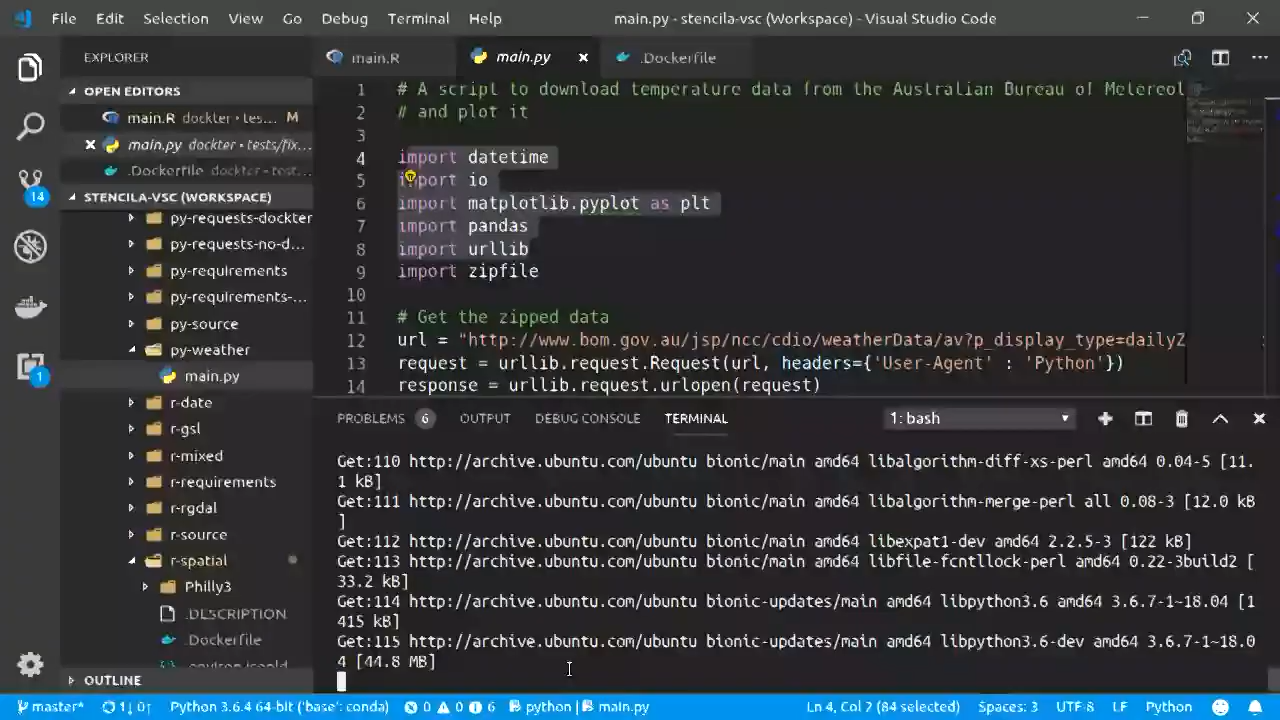 File Edit Selection View Go Debug Terminal Help main.py - stencila-vsc (Workspace) - Visual Studio Code
EXPLORER
OPEN EDITORS
main.R dockter • tes... M
main.py dockter • tests/fix...
.Dockerfile dockter • test...
STENCILA-VSC (WORKSPACE)
py-requests-dockter
py-requests-no-d...
py-requirements
py-requirements-...
py-source
py-weather
main.py
r-date
r-gsl
r-mixed
r-requirements
r-rgdal
r-source
r-spatial
Philly3
.DESCRIPTION
.Dockerfile
OUTLINE
14
1
main.R main.py .Dockerfile
1 # A script to download temperature data from the Australian Bureau of Metereol
2 # and plot it
3
4 import datetime
5 import io
6 import matplotlib.pyplot as plt
7 import pandas
8 import urllib
9 import zipfile
10
11 # Get the zipped data
12 url = "http://www.bom.gov.au/jsp/ncc/cdio/weatherData/av?p_display_type=dailyZ
13 request = urllib.request.Request(url, headers={'User-Agent' : 'Python'})
14 response = urllib.request.urlopen(request)
PROBLEMS 6 OUTPUT DEBUG CONSOLE TERMINAL 1: bash
Get:110 http://archive.ubuntu.com/ubuntu bionic/main amd64 libalgorithm-diff-xs-perl amd64 0.04-5 [11.
1 kB]
Get:111 http://archive.ubuntu.com/ubuntu bionic/main amd64 libalgorithm-merge-perl all 0.08-3 [12.0 kB
]
Get:112 http://archive.ubuntu.com/ubuntu bionic/main amd64 libexpat1-dev amd64 2.2.5-3 [122 kB]
Get:113 http://archive.ubuntu.com/ubuntu bionic/main amd64 libfile-fcntllock-perl amd64 0.22-3build2 [
33.2 kB]
Get:114 http://archive.ubuntu.com/ubuntu bionic-updates/main amd64 libpython3.6 amd64 3.6.7-1~18.04 [1
415 kB]
Get:115 http://archive.ubuntu.com/ubuntu bionic-updates/main amd64 libpython3.6-dev amd64 3.6.7-1~18.0
4 [44.8 MB]
master* 1↓ 0↑ Python 3.6.4 64-bit ('base': conda) 0 0 6 python | main.py Ln 4, Col 2 (84 selected) Spaces: 3 UTF-8 LF Python